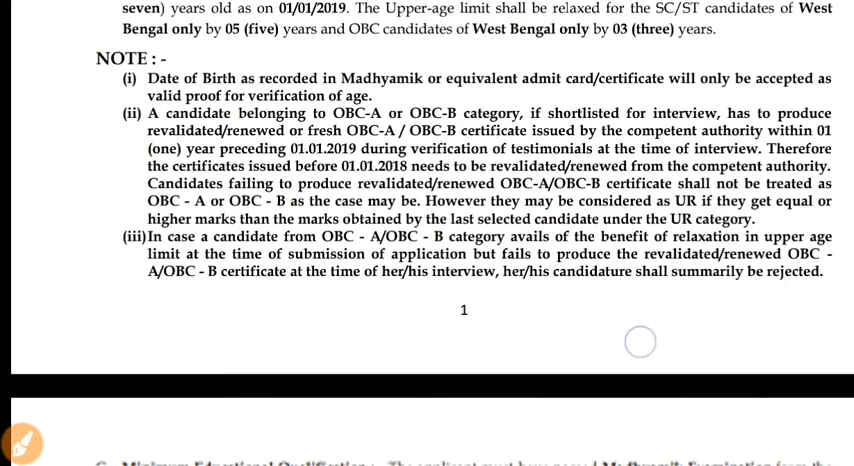 seven) years old as on 01/01/2019. The Upper-age limit shall be relaxed for the SC/ST candidates of West
Bengal only by 05 (five) years and OBC candidates of West Bengal only by 03 (three) years.
NOTE : -
(i) Date of Birth as recorded in Madhyamik or equivalent admit card/certificate will only be accepted as
valid proof for verification of age.
(ii) A candidate belonging to OBC-A or OBC-B category, if shortlisted for interview, has to produce
revalidated/renewed or fresh OBC-A / OBC-B certificate issued by the competent authority within 01
(one) year preceding 01.01.2019 during verification of testimonials at the time of interview. Therefore
the certificates issued before 01.01.2018 needs to be revalidated/renewed from the competent authority.
Candidates failing to produce revalidated/renewed OBC-A/OBC-B certificate shall not be treated as
OBC - A or OBC - B as the case may be. However they may be considered as UR if they get equal or
higher marks than the marks obtained by the last selected candidate under the UR category.
(iii)In case a candidate from OBC - A/OBC - B category avails of the benefit of relaxation in upper age
limit at the time of submission of application but fails to produce the revalidated/renewed OBC -
A/OBC - B certificate at the time of her/his interview, her/his candidature shall summarily be rejected.
1